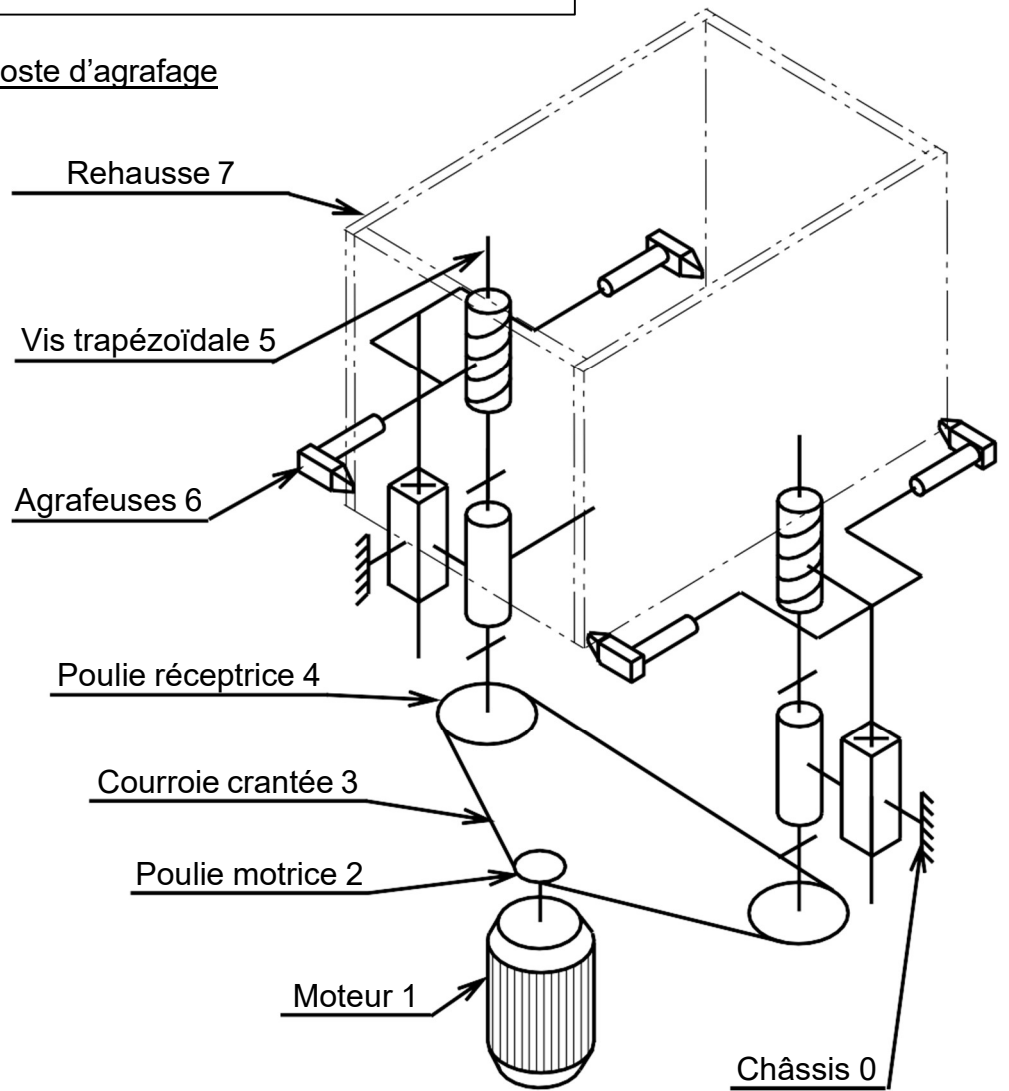 oste d'agrafage
Rehausse 7
Vis trapézoïdale 5
Agrafeuses 6
Poulie réceptrice 4
Courroie crantée 3
Poulie motrice 2
Moteur 1
Châssis 0